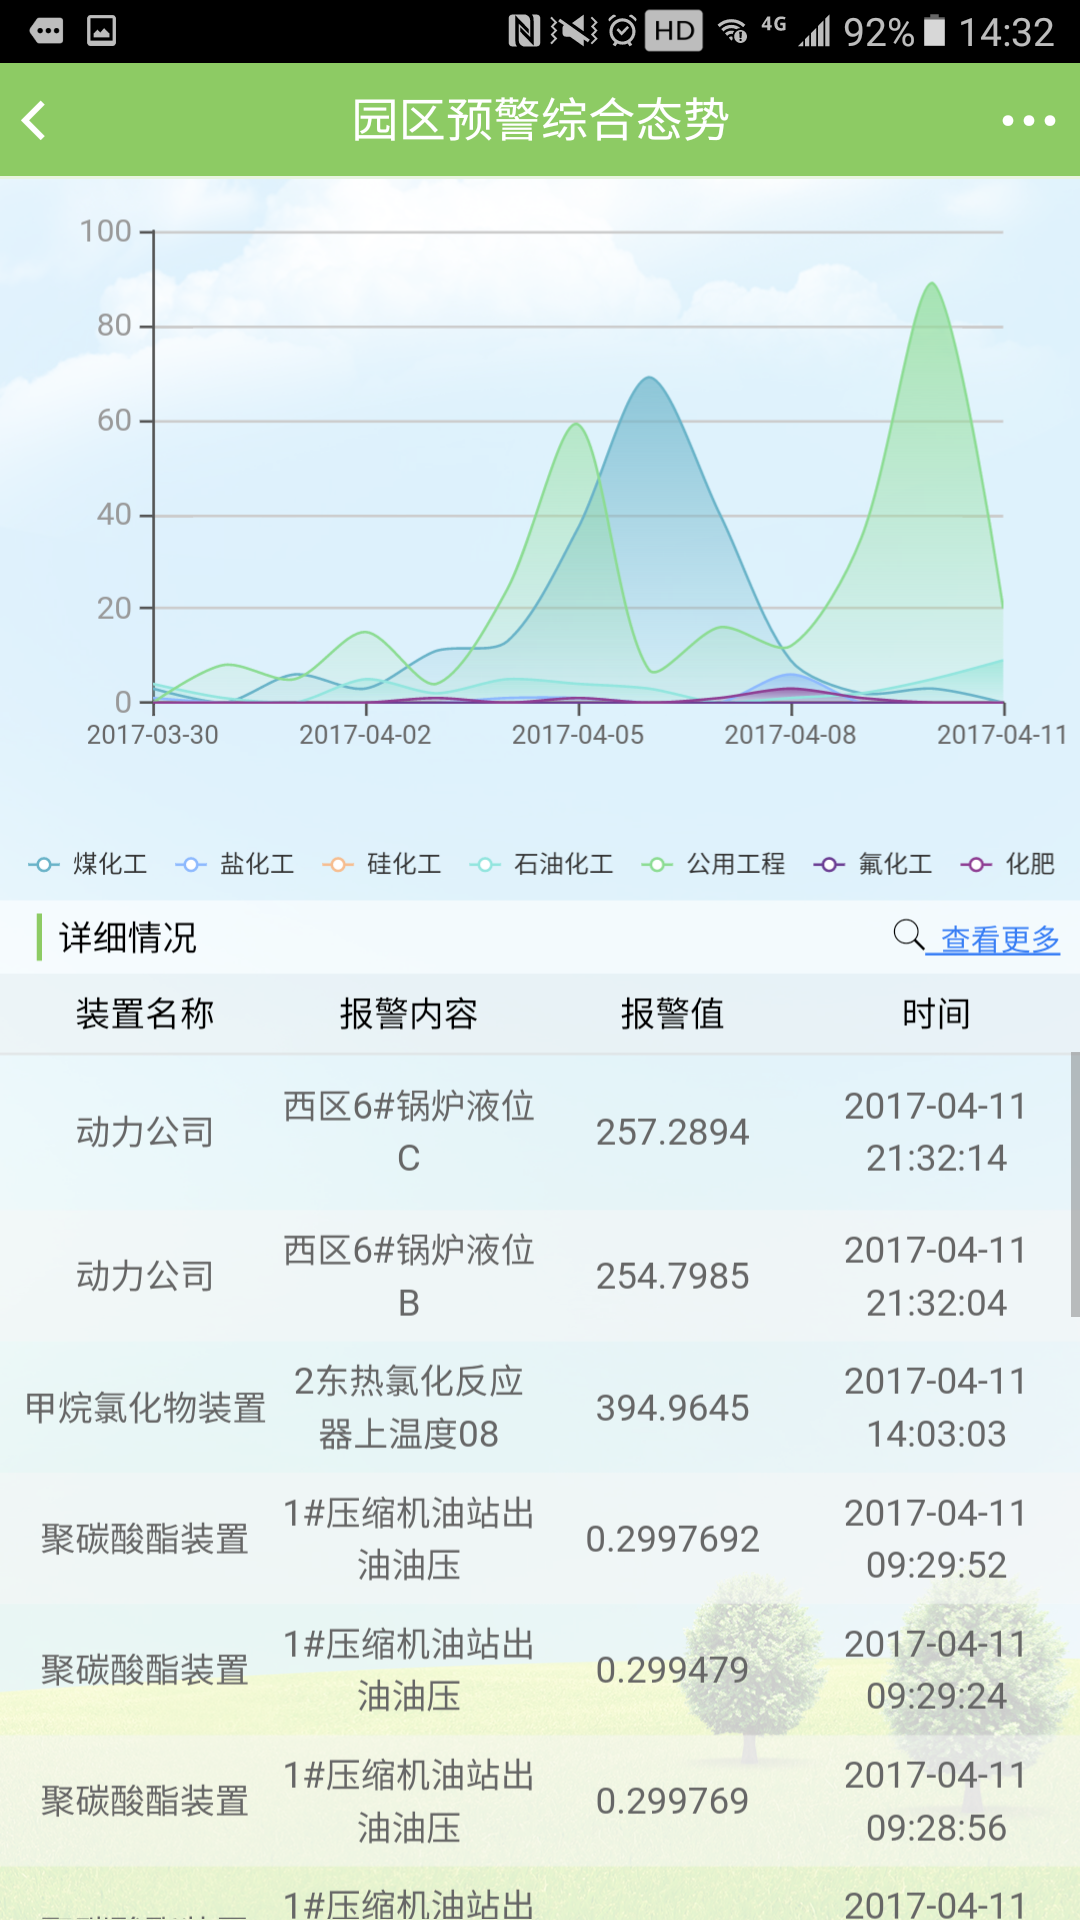 HD 4G 92% 14:32
园区预警综合态势
100
80
60
40
20
0
2017-03-30 2017-04-02 2017-04-05 2017-04-08 2017-04-11
煤化工 盐化工 硅化工 石油化工 公用工程 氟化工 化肥
详细情况 查看更多
装置名称 报警内容 报警值 时间
动力公司 西区6#锅炉液位 257.2894 2017-04-11
C 21:32:14
动力公司 西区6#锅炉液位 254.7985 2017-04-11
B 21:32:04
甲烷氯化物装置 2东热氯化反应 394.9645 2017-04-11
器上温度08 14:03:03
聚碳酸酯装置 1#压缩机油站出 0.2997692 2017-04-11
油油压 09:29:52
聚碳酸酯装置 1#压缩机油站出 0.299479 2017-04-11
油油压 09:29:24
聚碳酸酯装置 1#压缩机油站出 0.299769 2017-04-11
油油压 09:28:56
1#压缩机油站出 2017-04-11